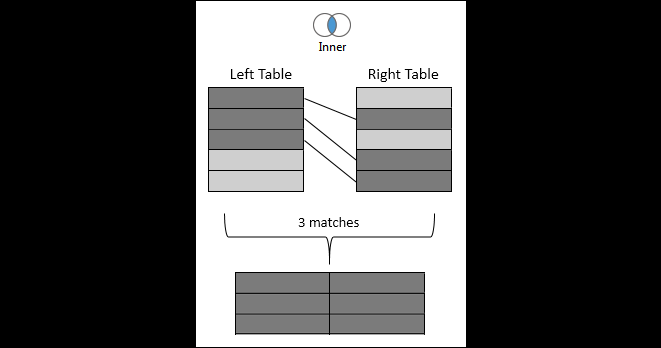 Inner
Left Table
Right Table
3 matches